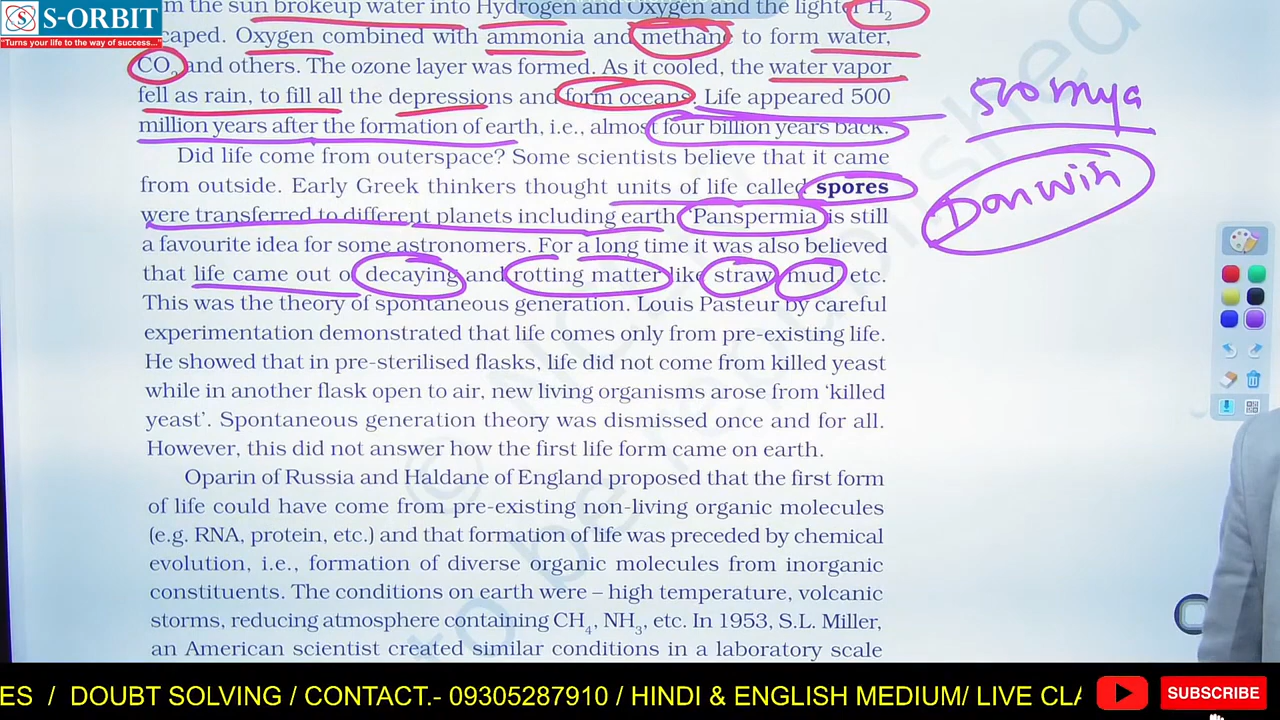 S-ORBIT
"Turns your life to the way of success..."
the sun brokeup water into Hydrogen and Oxygen and the lighter H2
caped. Oxygen combined with ammonia and methane to form water,
CO2 and others. The ozone layer was formed. As it cooled, the water vapor
fell as rain, to fill all the depressions and form oceans. Life appeared 500
million years after the formation of earth, i.e., almost four billion years back.
Did life come from outerspace? Some scientists believe that it came
from outside. Early Greek thinkers thought units of life called spores
were transferred to different planets including earth. 'Panspermia' is still
a favourite idea for some astronomers. For a long time it was also believed
that life came out of decaying and rotting matter like straw, mud etc.
This was the theory of spontaneous generation. Louis Pasteur by careful
experimentation demonstrated that life comes only from pre-existing life.
He showed that in pre-sterilised flasks, life did not come from killed yeast
while in another flask open to air, new living organisms arose from ‘killed
yeast’. Spontaneous generation theory was dismissed once and for all.
However, this did not answer how the first life form came on earth.
Oparin of Russia and Haldane of England proposed that the first form
of life could have come from pre-existing non-living organic molecules
(e.g. RNA, protein, etc.) and that formation of life was preceded by chemical
evolution, i.e., formation of diverse organic molecules from inorganic
constituents. The conditions on earth were – high temperature, volcanic
storms, reducing atmosphere containing CH4, NH3, etc. In 1953, S.L. Miller,
an American scientist created similar conditions in a laboratory scale
Darwin
ES / DOUBT SOLVING / CONTACT.- 09305287910 / HINDI & ENGLISH MEDIUM/ LIVE CLA
SUBSCRIBE